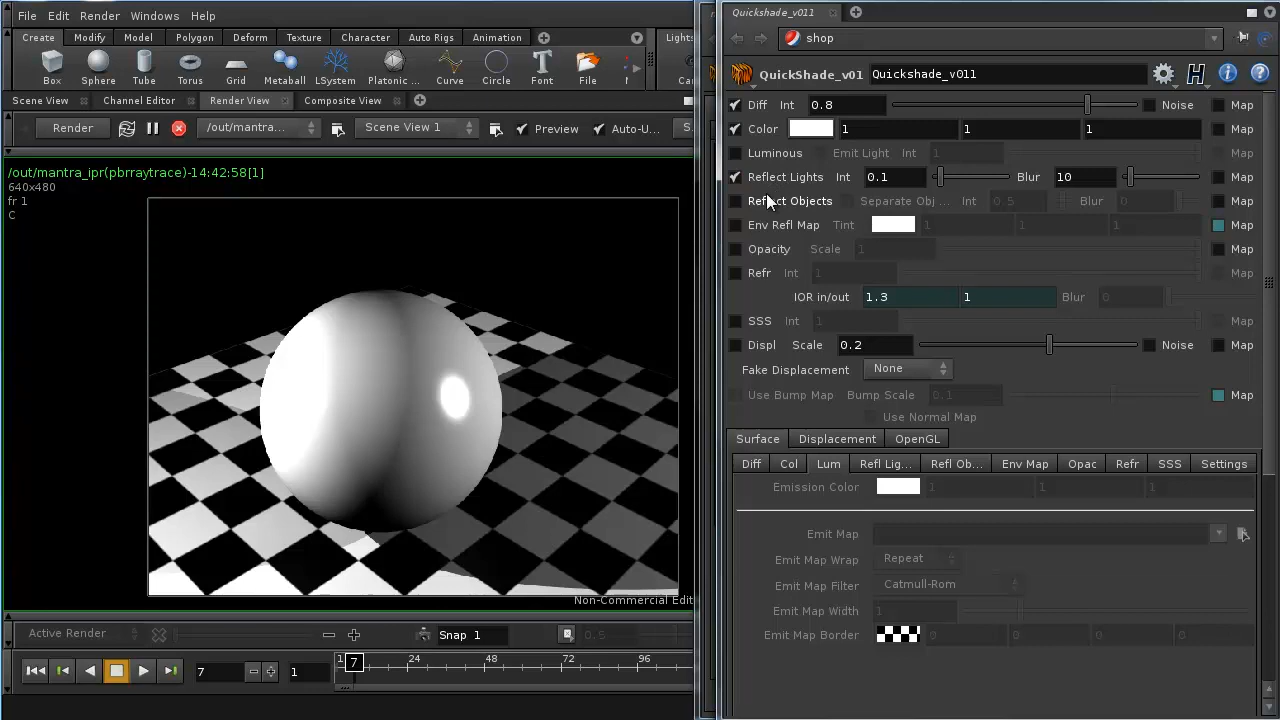 File Edit Render Windows Help
Create Modify Model Polygon Deform Texture Character Auto Rigs Animation Lights
Box Sphere Tube Torus Grid Metaball LSystem Platonic ... Curve Circle Font File
Scene View Channel Editor Render View Composite View
Render /out/mantra... Scene View 1 Preview Auto-U... S.
/out/mantra_ipr(pbrraytrace)-14:42:58[1]
640x480
fr 1
C
Non-Commercial Edit
Active Render Snap 1 0.5
7 1 1 7 24 48 72 96
Quickshade_v011
shop
QuickShade_v01 Quickshade_v011
Diff Int 0.8 Noise Map
Color 1 1 1 Map
Luminous Emit Light Int 1 Map
Reflect Lights Int 0.1 Blur 10 Map
Reflect Objects Separate Obj ... Int 0.5 Blur 0 Map
Env Refl Map Tint 1 1 1 Map
Opacity Scale 1 Map
Refr Int 1 Map
IOR in/out 1.3 1 Blur 0
SSS Int 1 Map
Displ Scale 0.2 Noise Map
Fake Displacement None
Use Bump Map Bump Scale 0.1 Map
Use Normal Map
Surface Displacement OpenGL
Diff Col Lum Refl Lig... Refl Ob... Env Map Opac Refr SSS Settings
Emission Color 1 1 1
Emit Map
Emit Map Wrap Repeat
Emit Map Filter Catmull-Rom
Emit Map Width 1
Emit Map Border 0 0 0 0